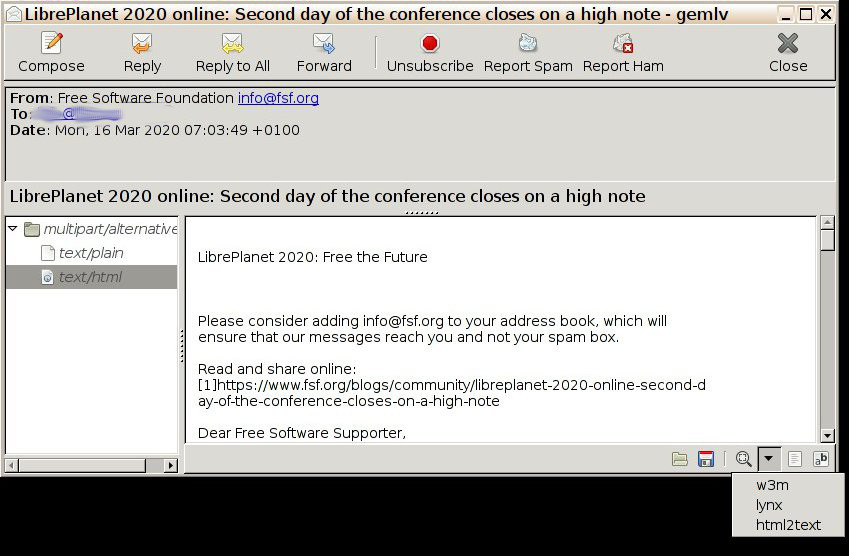 LibrePlanet 2020 online: Second day of the conference closes on a high note - gemlv
Compose Reply Reply to All Forward Unsubscribe Report Spam Report Ham Close
From: Free Software Foundation info@fsf.org
To: @
Date: Mon, 16 Mar 2020 07:03:49 +0100
LibrePlanet 2020 online: Second day of the conference closes on a high note
multipart/alternative
text/plain
text/html
LibrePlanet 2020: Free the Future
Please consider adding info@fsf.org to your address book, which will
ensure that our messages reach you and not your spam box.
Read and share online:
[1]https://www.fsf.org/blogs/community/libreplanet-2020-online-second-d
ay-of-the-conference-closes-on-a-high-note
Dear Free Software Supporter,
ab
w3m
lynx
html2text